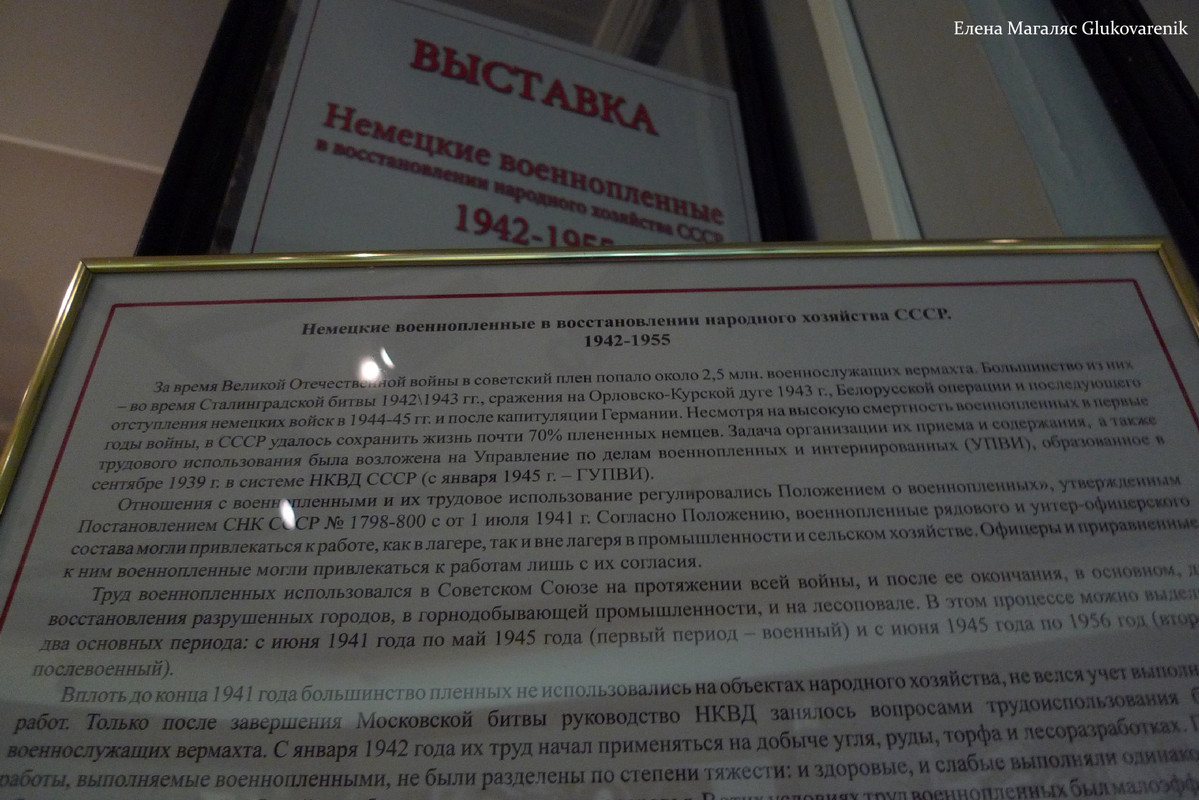 Елена Магаляс Glukovarenik
ВЫСТАВКА
Немецкие военнопленные
в восстановлении народного хозяйства СССР
1942-1955
Немецкие военнопленные в восстановлении народного хозяйства СССР.
1942-1955
За время Великой Отечественной войны в советский плен попало около 2,5 млн. военнослужащих вермахта. Большинство из них
– во время Сталинградской битвы 1942\1943 гг., сражения на Орловско-Курской дуге 1943 г., Белорусской операции и последующего
отступления немецких войск в 1944-45 гг. и после капитуляции Германии. Несмотря на высокую смертность военнопленных в первые
годы войны, в СССР удалось сохранить жизнь почти 70% плененных немцев. Задача организации их приема и содержания, а также
трудового использования была возложена на Управление по делам военнопленных и интернированных (УПВИ), образованное в
сентябре 1939 г. в системе НКВД СССР (с января 1945 г. – ГУПВИ).
Отношения с военнопленными и их трудовое использование регулировались Положением о военнопленных», утвержденным
Постановлением СНК СССР № 1798-800 с от 1 июля 1941 г. Согласно Положению, военнопленные рядового и унтер-офицерского
состава могли привлекаться к работе, как в лагере, так и вне лагеря в промышленности и сельском хозяйстве. Офицеры и приравненные
к ним военнопленные могли привлекаться к работам лишь с их согласия.
Труд военнопленных использовался в Советском Союзе на протяжении всей войны, и после ее окончания, в основном, д
восстановления разрушенных городов, в горнодобывающей промышленности, и на лесоповале. В этом процессе можно выдел
два основных периода: с июня 1941 года по май 1945 года (первый период – военный) и с июня 1945 года по 1956 год (втор
послевоенный).
Вплоть до конца 1941 года большинство пленных не использовались на объектах народного хозяйства, не велся учет выполн
работ. Только после завершения Московской битвы руководство НКВД занялось вопросами трудоиспользования
военнослужащих вермахта. С января 1942 года их труд начал применяться на добыче угля, руды, торфа и лесоразработках.
работы, выполняемые военнопленными, не были разделены по степени тяжести: и здоровые, и слабые выполняли одинако
условиях труд военнопленных был малоэфф